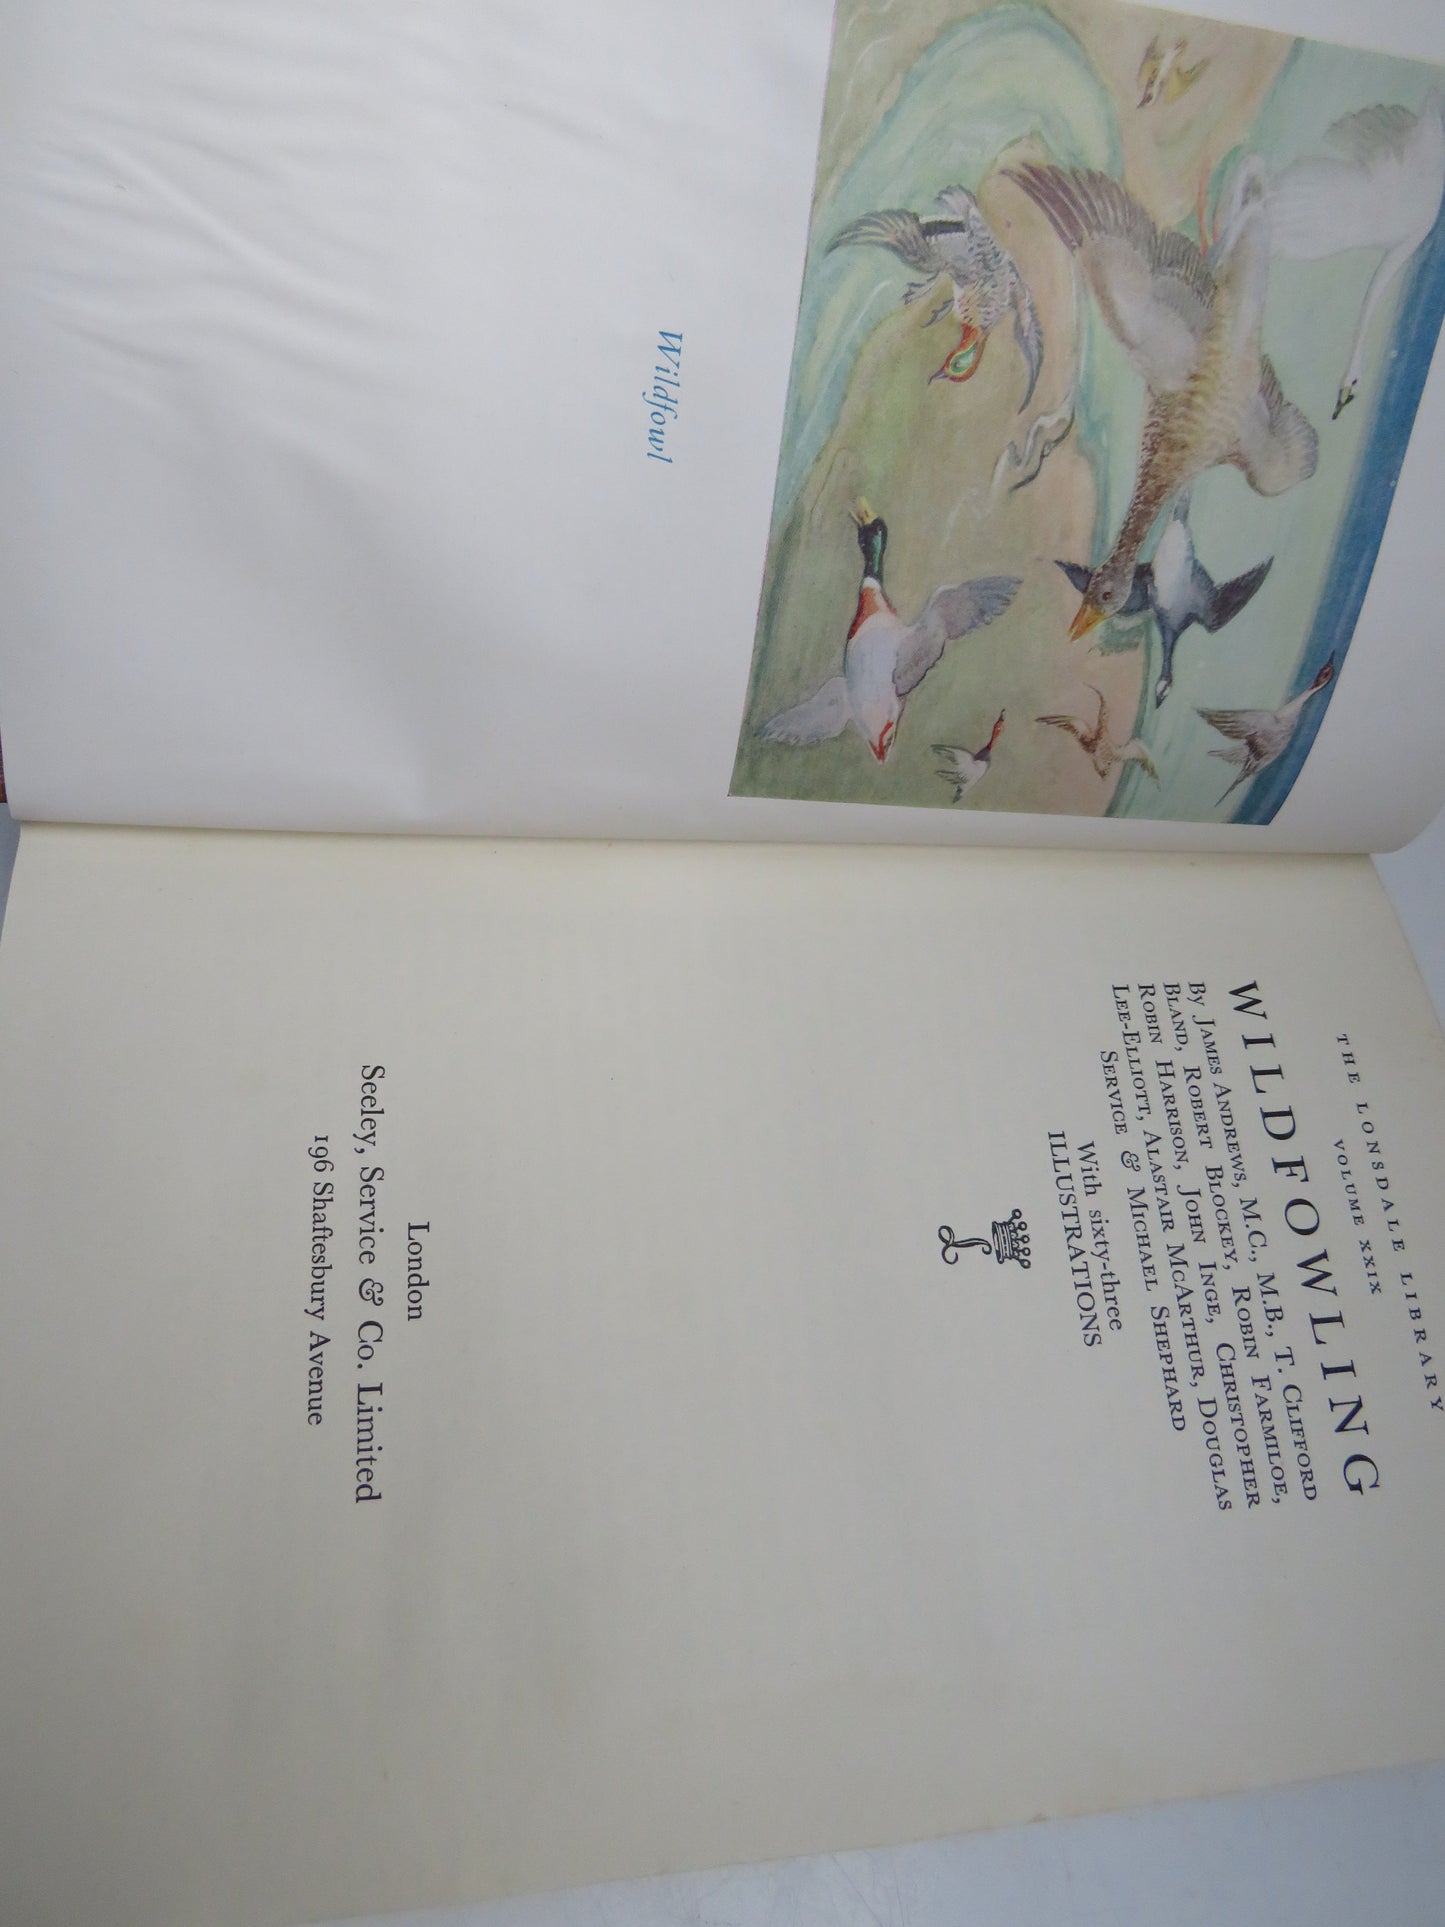 Wildfowl
THE LONSDALE LIBRARY
VOLUME XXIX
WILDFOWLING
By JAMES ANDREWS, M.C., M.B., T. CLIFFORD
BLAND, ROBERT BLOCKEY, ROBIN FARMILOE,
ROBIN HARRISON, JOHN INGE, CHRISTOPHER
LEE-ELLIOTT, ALASTAIR MCARTHUR, DOUGLAS
SERVICE & MICHAEL SHEPHARD
With sixty-three
ILLUSTRATIONS
L
London
Seeley, Service & Co. Limited
196 Shaftesbury Avenue